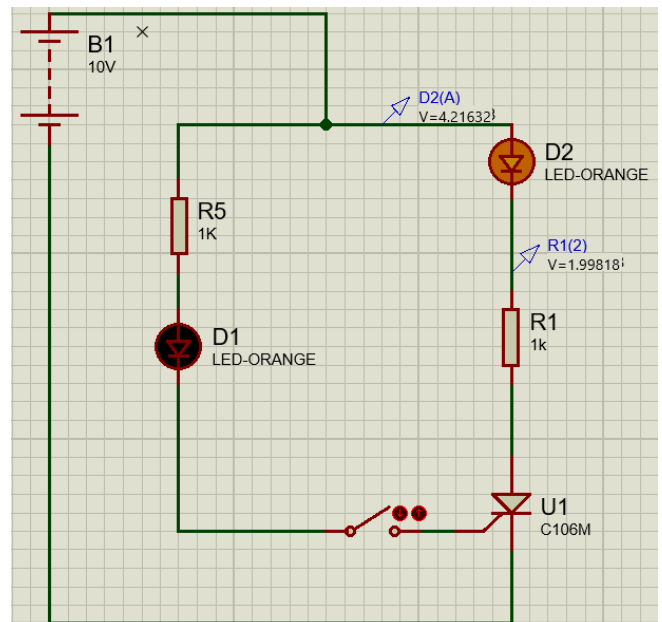 B1
10V
D2(A)
V=4.21632
D2
LED-ORANGE
R5
1K
R1(2)
V=1.99818
D1
LED-ORANGE
R1
1k
U1
C106M